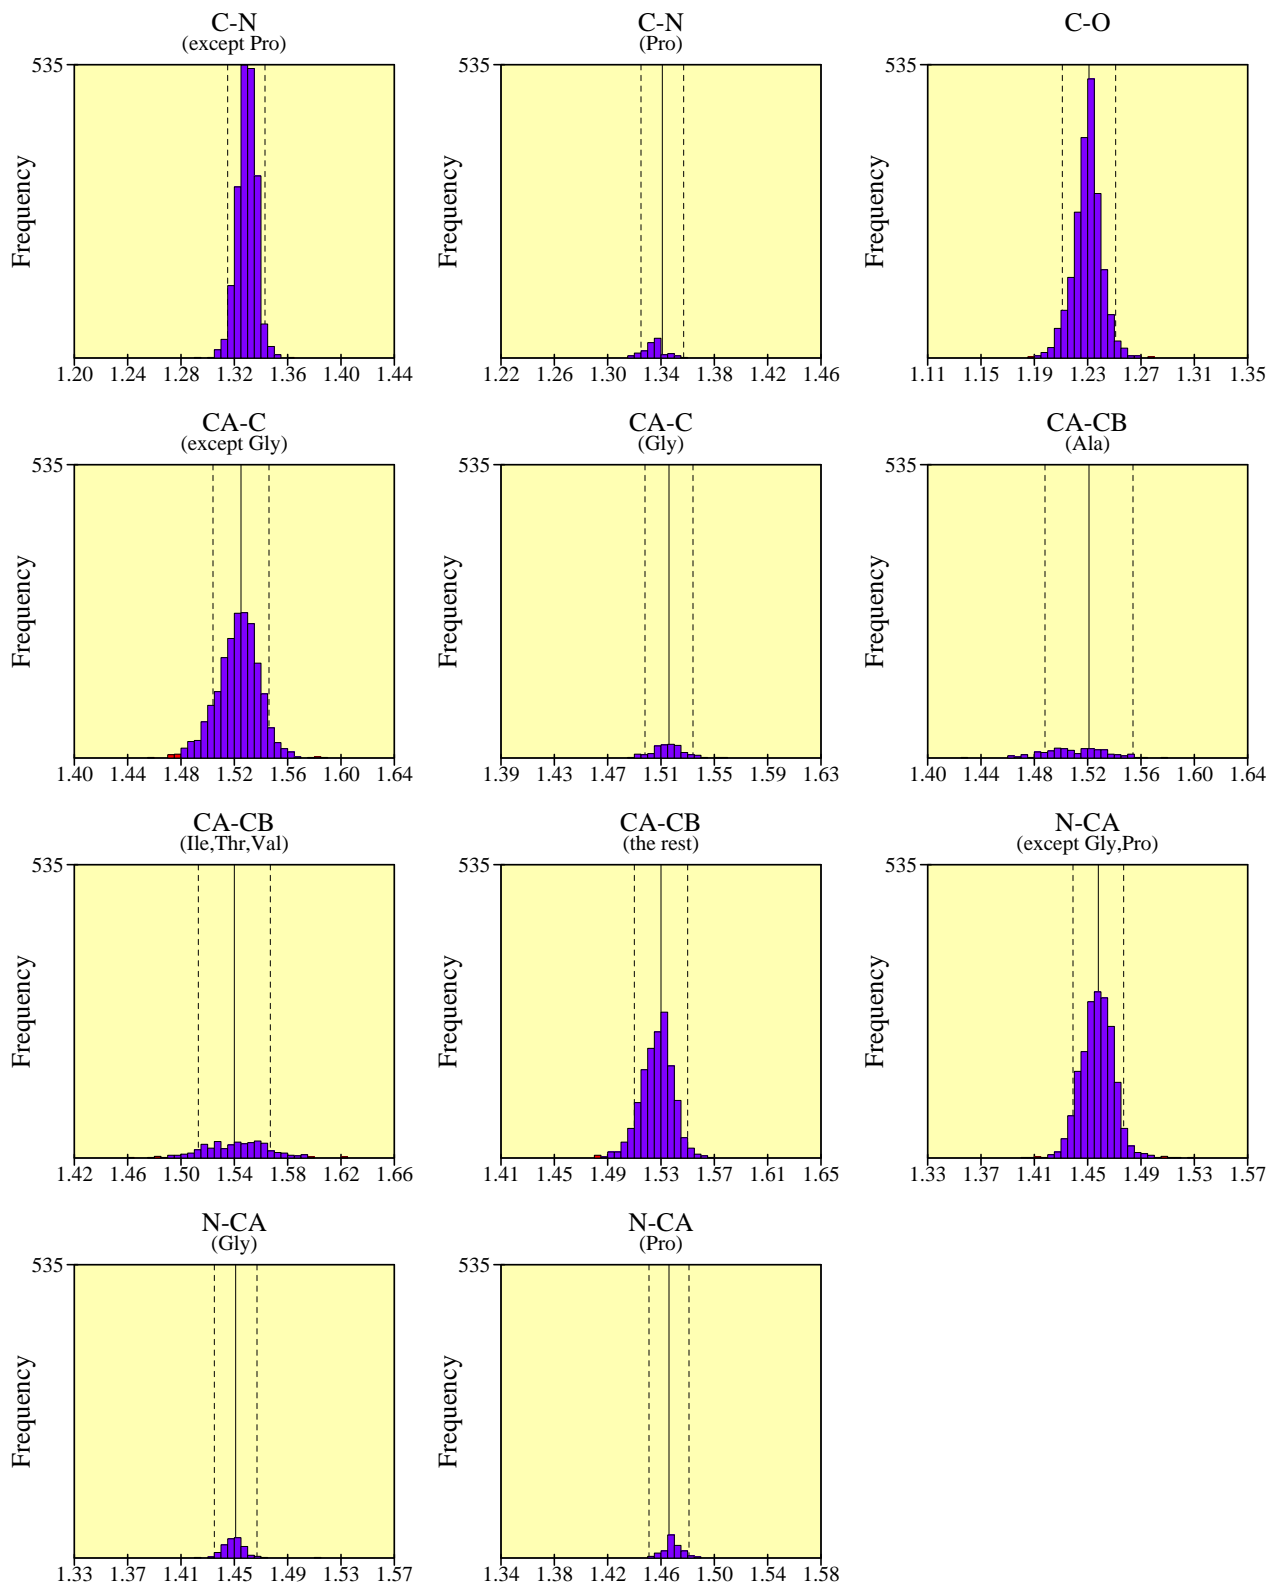 C-N
(except Pro)
535
Frequency
1.20 1.24 1.28 1.32 1.36 1.40 1.44
C-N
(Pro)
535
Frequency
1.22 1.26 1.30 1.34 1.38 1.42 1.46
C-O
535
Frequency
1.11 1.15 1.19 1.23 1.27 1.31 1.35
CA-C
(except Gly)
535
Frequency
1.40 1.44 1.48 1.52 1.56 1.60 1.64
CA-C
(Gly)
535
Frequency
1.39 1.43 1.47 1.51 1.55 1.59 1.63
CA-CB
(Ala)
535
Frequency
1.40 1.44 1.48 1.52 1.56 1.60 1.64
CA-CB
(Ile,Thr,Val)
535
Frequency
1.42 1.46 1.50 1.54 1.58 1.62 1.66
CA-CB
(the rest)
535
Frequency
1.41 1.45 1.49 1.53 1.57 1.61 1.65
N-CA
(except Gly,Pro)
535
Frequency
1.33 1.37 1.41 1.45 1.49 1.53 1.57
N-CA
(Gly)
535
Frequency
1.33 1.37 1.41 1.45 1.49 1.53 1.57
N-CA
(Pro)
535
Frequency
1.34 1.38 1.42 1.46 1.50 1.54 1.58